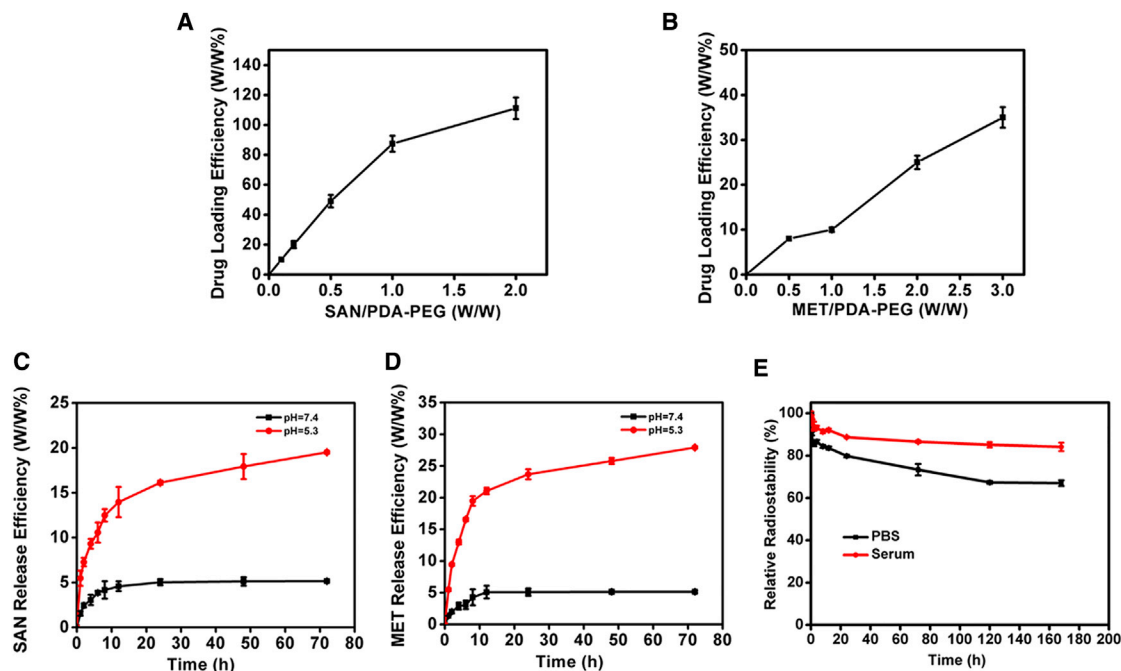 A
Drug Loading Efficiency (W/W%)
140
120
100
80
60
40
20
0
0.0 0.5 1.0 1.5 2.0
SAN/PDA-PEG (W/W)
B
Drug Loading Efficiency (W/W%)
50
40
30
20
10
0
0.0 0.5 1.0 1.5 2.0 2.5 3.0
MET/PDA-PEG (W/W)
C
SAN Release Efficiency (W/W%)
25
20
15
10
5
0
pH=7.4
pH=5.3
0 10 20 30 40 50 60 70 80
Time (h)
D
MET Release Efficiency (W/W%)
35
30
25
20
15
10
5
0
pH=7.4
pH=5.3
0 10 20 30 40 50 60 70 80
Time (h)
E
Relative Radiostability (%)
100
80
60
40
20
0
PBS
Serum
0 20 40 60 80 100 120 140 160 180 200
Time (h)